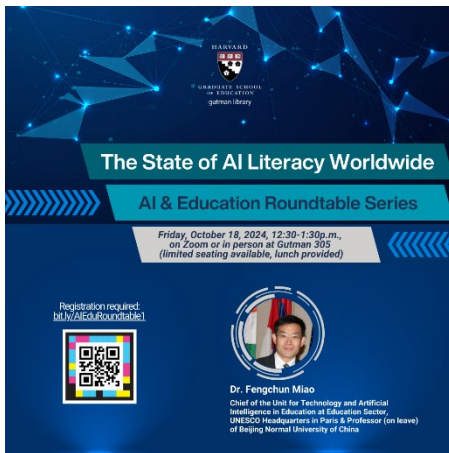 HARVARD
GRADUATE SCHOOL
OF EDUCATION
gutman library
The State of AI Literacy Worldwide
AI & Education Roundtable Series
Friday, October 18, 2024, 12:30-1:30p.m.,
on Zoom or in person at Gutman 305
(limited seating available, lunch provided)
Registration required:
bit.ly/AIEduRoundtable1
Dr. Fengchun Miao
Chief of the Unit for Technology and Artificial
Intelligence in Education at Education Sector,
UNESCO Headquarters in Paris & Professor (on leave)
of Beijing Normal University of China